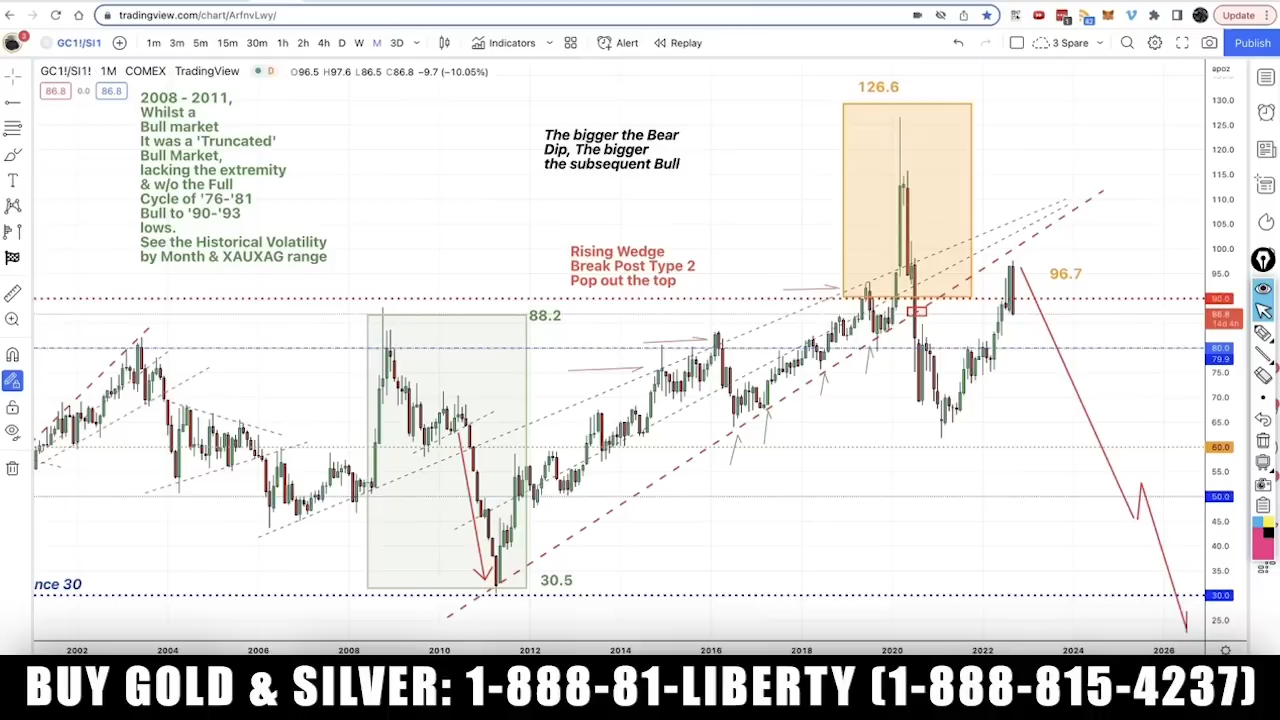 tradingview.com/chart/ArfnvLwy/
Update
GC1!/SI1
1m 3m 5m 15m 30m 1h 2h 4h D W M 3D
Indicators
Alert
Replay
3 Spare
Publish
GC1!/SI1! 1M COMEX TradingView D O96.5 H97.6 L86.5 C86.8 −9.7 (−10.05%)
86.8 0.0 86.8
2008 - 2011,
Whilst a
Bull market
It was a 'Truncated'
Bull Market,
lacking the extremity
& w/o the Full
Cycle of '76-'81
Bull to '90-'93
lows.
See the Historical Volatility
by Month & XAUXAG range
The bigger the Bear
Dip, The bigger
the subsequent Bull
Rising Wedge
Break Post Type 2
Pop out the top
126.6
96.7
88.2
30.5
nce 30
apoz
130.0
125.0
120.0
115.0
110.0
105.0
100.0
95.0
90.0
86.8
14d 4h
80.0
79.9
75.0
70.0
65.0
60.0
55.0
50.0
45.0
40.0
35.0
30.0
25.0
2002 2004 2006 2008 2010 2012 2014 2016 2018 2020 2022 2024 2026
BUY GOLD & SILVER: 1-888-81-LIBERTY (1-888-815-4237)